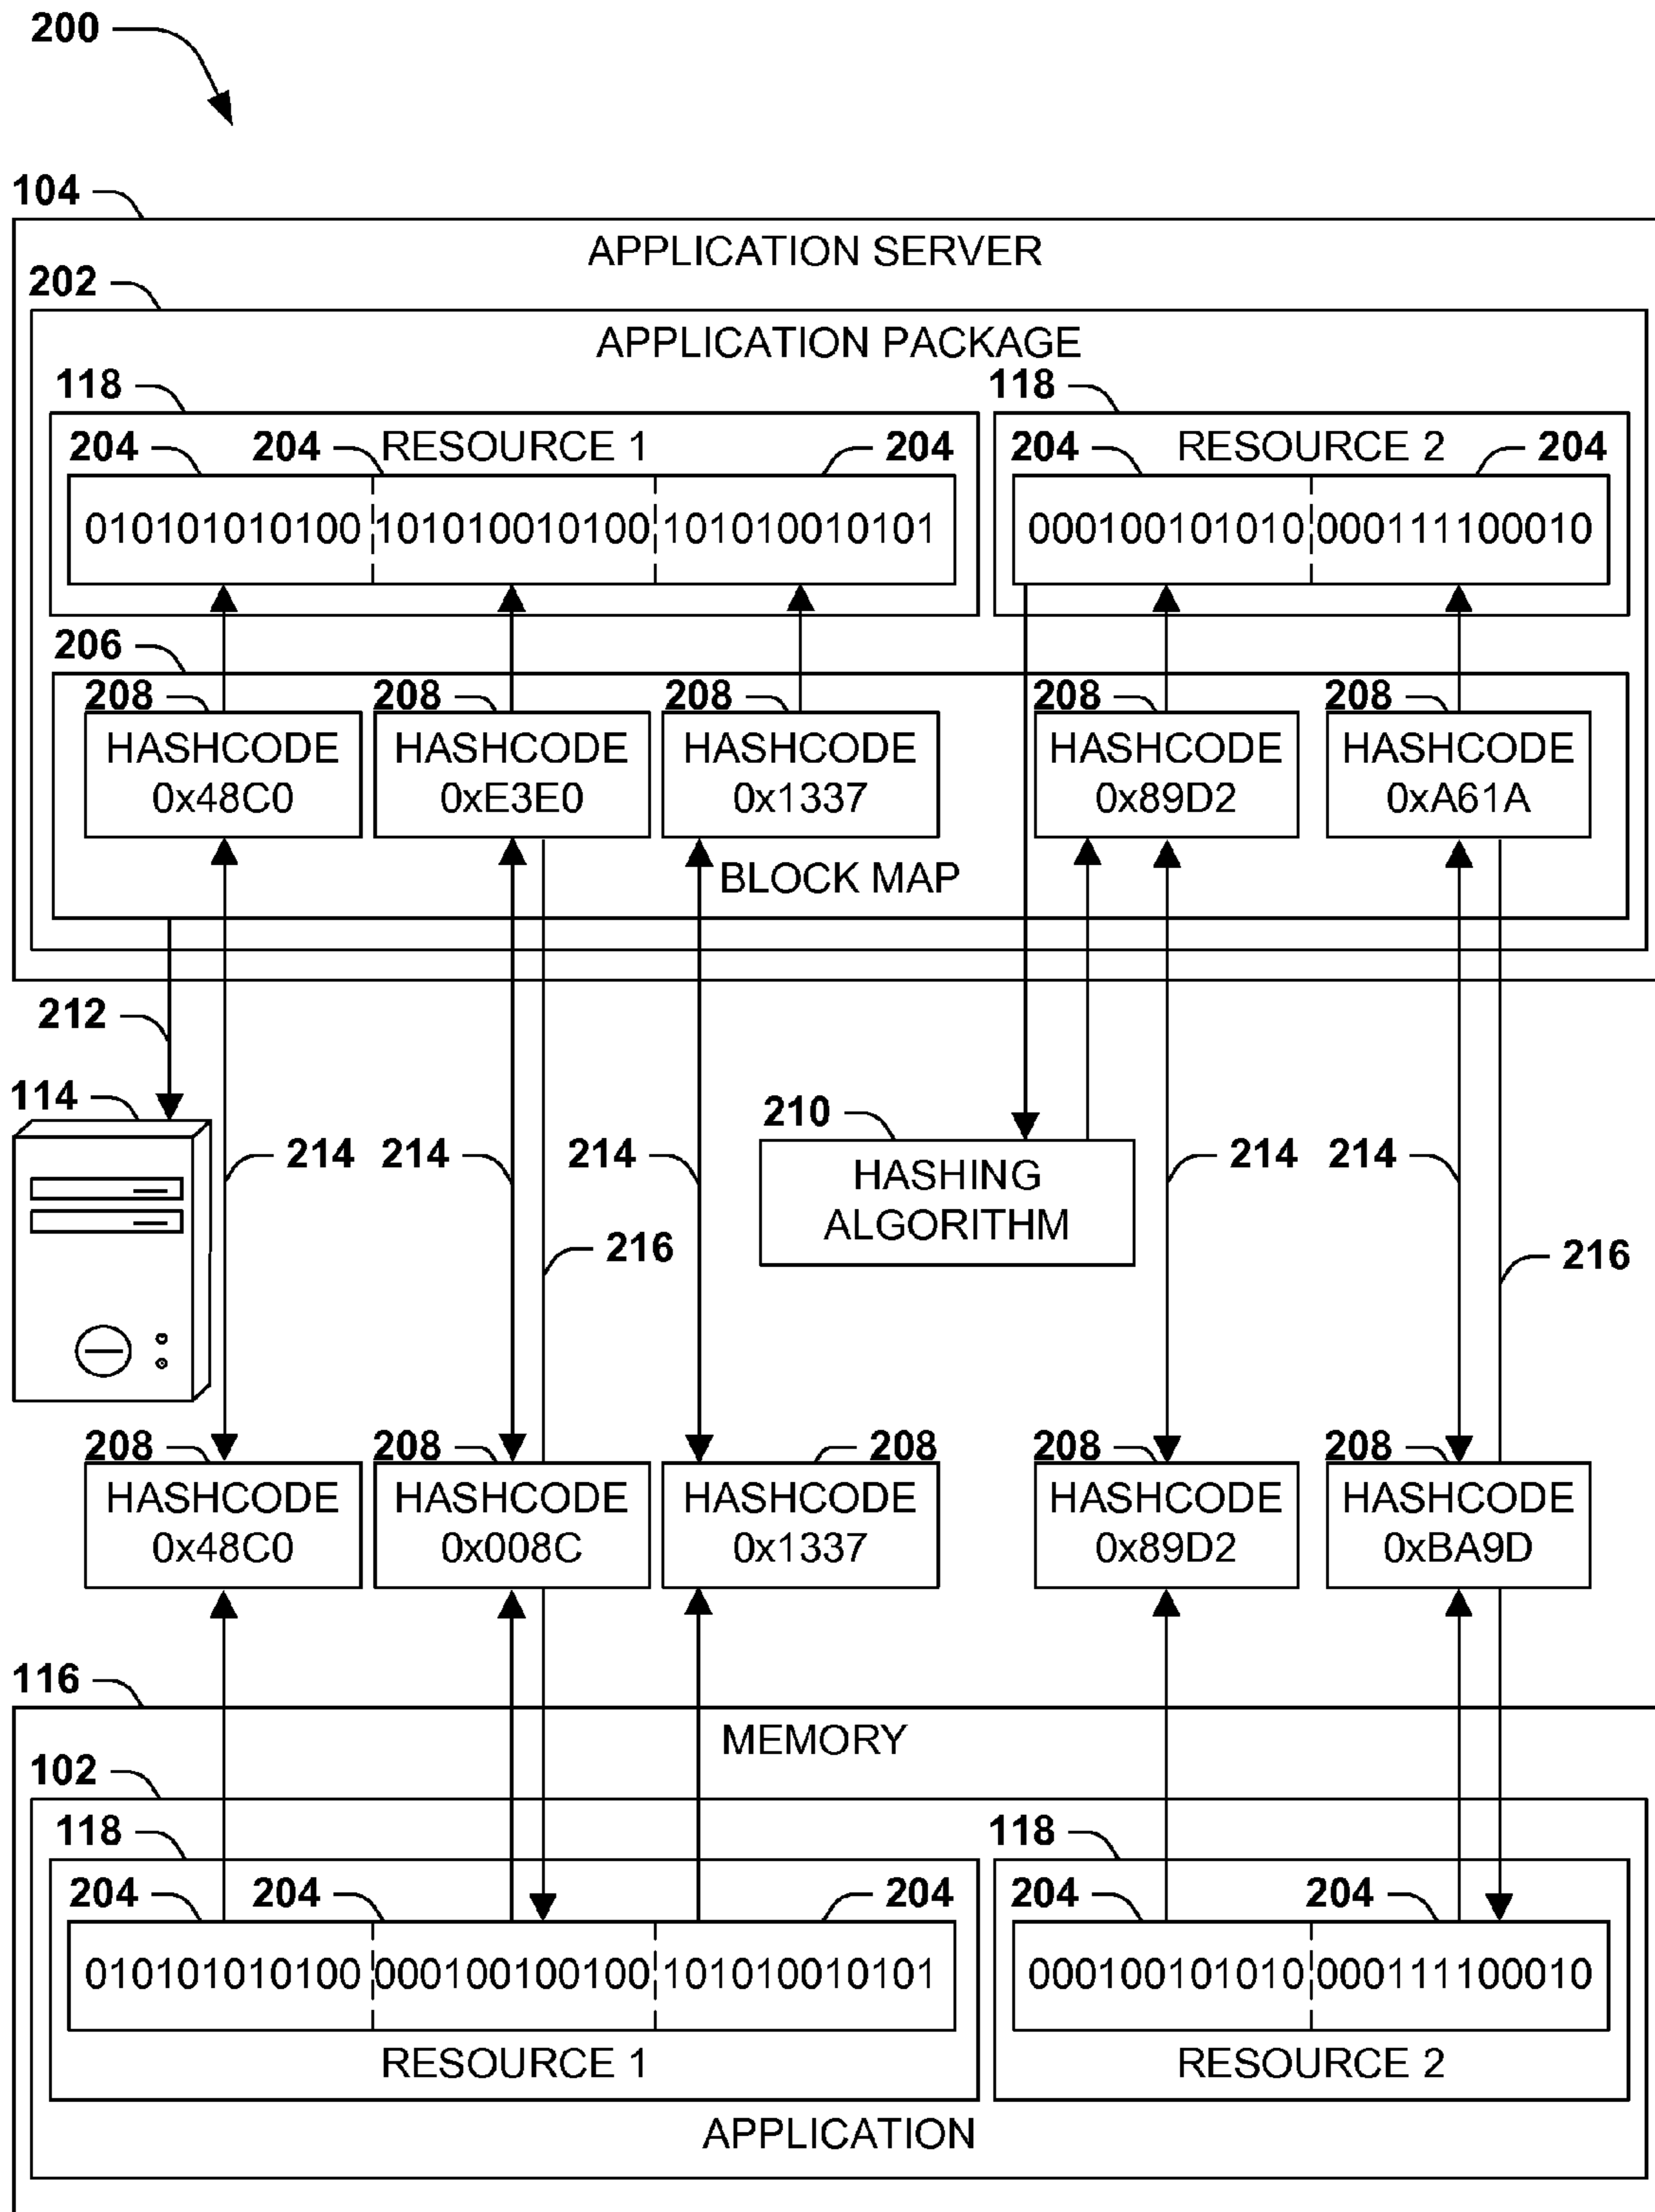 200
104
APPLICATION SERVER
202
APPLICATION PACKAGE
118 118
204 204 RESOURCE 1 204 204 RESOURCE 2 204
010101010100 101010010100 101010010101 000100101010 000111100010
206
208 208 208 208 208
HASHCODE HASHCODE HASHCODE HASHCODE HASHCODE
0x48C0 0xE3E0 0x1337 0x89D2 0xA61A
BLOCK MAP
212
114 210
214 214 214 214 214
HASHING
ALGORITHM
216 216
208 208 208 208 208
HASHCODE HASHCODE HASHCODE HASHCODE HASHCODE
0x48C0 0x008C 0x1337 0x89D2 0xBA9D
116
MEMORY
102
118 118
204 204 204 204 204
010101010100 000100100100 101010010101 000100101010 000111100010
RESOURCE 1 RESOURCE 2
APPLICATION